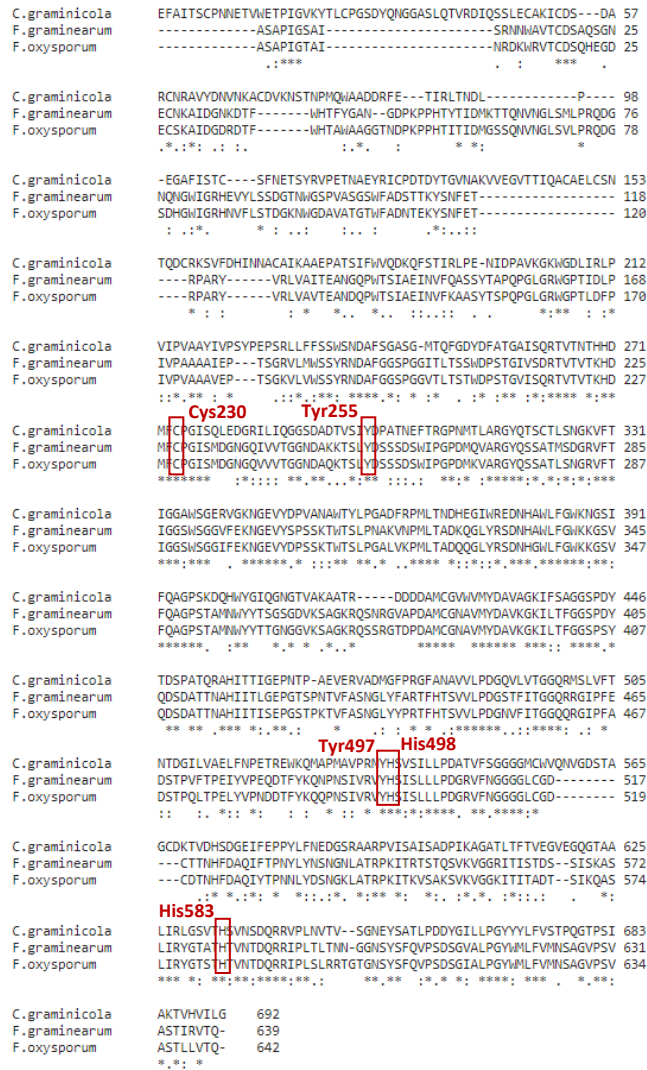 C.graminicola EFAITSCPNNETVWETPIGVKYTLCPGSDYQNGGASLQTVRDIQSSLECAKICDS--DA 57
F.graminearum -------------ASAPIGSAI----------------SRNNWAVTCDSAQSGN 25
F.oxysporum -------------ASAPIGTAI----------------NRDKWRVTCDSQHEGD 25
.:*** . : *** .
C.graminicola RCNRAVYDNVNKACDVKNSTNPMQWAADDRFE---TIRLTNDL------------P---- 98
F.graminearum ECNKAIDGNKDTF-------WHTFYGAN--GDPKPPHTYTIDMKTTQNVNGLSMLPRQDG 76
F.oxysporum ECSKAIDGDRDTF-------WHTAWAAGGTNDPKPPHTITIDMGSSQNVNGLSVLPRQDG 78
.*.:*: .: :. :.* : * *: *
C.graminicola -EGAFISTC----SFNETSYRVPETNAEYRICPDTDYTGVNAKVVEGVTTIQACAELCSN 153
F.graminearum NQNGWIGRHEVYLSSDGTNWGSPVASGSWFADSTTKYSNFET------------------ 118
F.oxysporum SDHGWIGRHNVFLSTDGKNWGDAVATGTWFADNTEKYSNFET------------------ 120
: .:*. * :: : : .*:..::
C.graminicola TQDCRKSVFDHINNACAIKAAEPATSIFWVQDKQFSTIRLPE-NIDPAVKGKWGDLIRLP 212
F.graminearum ----RPARY------VRLVAITEANGQPWTSIAEINVFQASSYTAPQPGLGRWGPTIDLP 168
F.oxysporum ----RPARY------VRLVAVTEANDQPWTSIAEINVFKAASYTSPQPGLGRWGPTLDFP 170
* : : : * *.. *. ::..:: . . *:** : :*
C.graminicola VIPVAAYIVPSYPEPSRLLFFSSWSNDAFSGASG-MTQFGDYDFATGAISQRTVTNTHHD 271
F.graminearum IVPAAAAIEP---TSGRVLMWSSYRNDAFGGSPGGITLTSSWDPSTGIVSDRTVTVTKHD 225
F.oxysporum IVPVAAAVEP---TSGKVLVWSSYRNDAFGGSPGGVTLTSTWDPSTGVISQRTVTVTKHD 227
::*.** : * ..::*.:**: ****.*:.* :* . :* :** :*:**** *:**
Cys230 Tyr255
C.graminicola MFCPGISQLEDGRILIQGGSDADTVSIYDPATNEFTRGPNMTLARGYQTSCTLSNGKVFT 331
F.graminearum MFCPGISMDGNGQIVVTGGNDAKKTSLYDSSSDSWIPGPDMQVARGYQSSATMSDGRVFT 285
F.oxysporum MFCPGISMDGNGQVVVTGGNDAQKTSLYDSSSDSWIPGPDMKVARGYQSSATMSDGRVFT 287
******* :*:::: **.**...*:**.:::.: **:* :*****:*.*:*:*:***
C.graminicola IGGAWSGERVGKNGEVYDPVANAWTYLPGADFRPMLTNDHEGIWREDNHAWLFGWKNGSI 391
F.graminearum IGGSWSGGVFEKNGEVYSPSSKTWTSLPNAKVNPMLTADKQGLYRSDNHAWLFGWKKGSV 345
F.oxysporum IGGSWSGGIFEKNGEVYDPSSKTWTSLPGALVKPMLTADQQGLYRSDNHGWLFGWKKGSV 347
***:*** . ******.* :::** **.* ..**** *::*::*.***.******:**:
C.graminicola FQAGPSKDQHWYGIQGNGTVAKAATR-----DDDDAMCGVWVMYDAVAGKIFSAGGSPDY 446
F.graminearum FQAGPSTAMNWYYTSGSGDVKSAGKRQSNRGVAPDAMCGNAVMYDAVKGKILTFGGSPDY 405
F.oxysporum FQAGPSTAMNWYYTTGNGGVKSAGKRQSSRGTDPDAMCGNAVMYDAVKGKILTFGGSPSY 407
******. :** *.* * .*..* ***** ****** ***:: ****.*
C.graminicola TDSPATQRAHIITIGEPNTP-AEVERVADMGFPRGFANAVVLPDGQVLVTGGQRMSLVFT 505
F.graminearum QDSDATTNAHIITLGEPGTSPNTVFASNGLYFARTFHTSVVLPDGSTFITGGQRRGIPFE 465
F.oxysporum QDSDATTNAHIITISEPGSTPKTVFASNGLYYPRTFHTSVVLPDGNVFITGGQRRGIPFA 467
** ** .*****:.**.: * .: :.* * .:******..::***** .: *
Tyr497 His498
C.graminicola NTDGILVAELFNPETREWKQMAPMAVPRNYHSVSILLPDATVFSGGGGMCWVQNVGDSTA 565
F.graminearum DSTPVFTPEIYVPEQDTFYKQNPNSIVRVYHSISLLLPDGRVFNGGGGLCGD-------- 517
F.oxysporum DSTPQLTPELYVPNDDTFYKQQPNSIVRVYHSISLLLPDGRVFNGGGGLCGD-------- 519
:: :. *:: *: : : * :: * ***:*:****. **.****:*
C.graminicola GCDKTVDHSDGEIFEPPYLFNEDGSRAARPVISAISADPIKAGATLTFTVEGVEGQGTAA 625
F.graminearum ---CTTNHFDAQIFTPNYLYNSNGNLATRPKITRTSTQSVKVGGRITISTDS--SISKAS 572
F.oxysporum ---CDTNHFDAQIYTPNNLYDSNGKLATRPKITKVSAKSVKVGGKITITADT--SIKQAS 574
.:* *.:*: * *::.:*. *:** *: *:..:*.*. :*::.: . *:
His583
C.graminicola LIRLGSVTHSVNSDQRRVPLNVTV--SGNEYSATLPDDYGILLPGYYYLFVSTPQGTPSI 683
F.graminearum LIRYGTATHTVNTDQRRIPLTLTNN-GGNSYSFQVPSDSGVALPGYWMLFVMNSAGVPSV 631
F.oxysporum LIRYGTSTHTVNTDQRRIPLSLRRTGTGNSYSFQVPSDSGIALPGYWMLFVMNSAGVPSV 634
*** *: **:**:****:**.: **.** :*.* *: ****: *** .. *.**:
C.graminicola AKTVHVILG 692
F.graminearum ASTIRVTQ- 639
F.oxysporum ASTLLVTQ- 642
*.*: *